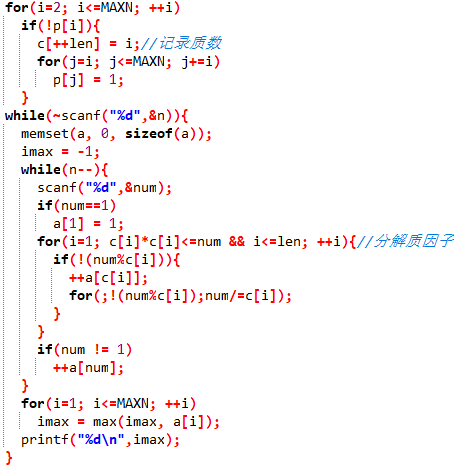 for(i=2; i<=MAXN; ++i)
if(!p[i]){
c[++len] = i;//记录质数
for(j=i; j<=MAXN; j+=i)
p[j] = 1;
}
while(~scanf("%d",&n)){
memset(a, 0, sizeof(a));
imax = -1;
while(n--){
scanf("%d",&num);
if(num==1)
a[1] = 1;
for(i=1; c[i]*c[i]<=num && i<=len; ++i){//分解质因子
if(!(num%c[i])){
++a[c[i]];
for(;!(num%c[i]);num/=c[i]);
}
}
if(num != 1)
++a[num];
}
for(i=1; i<=MAXN; ++i)
imax = max(imax, a[i]);
printf("%d\n",imax);
}